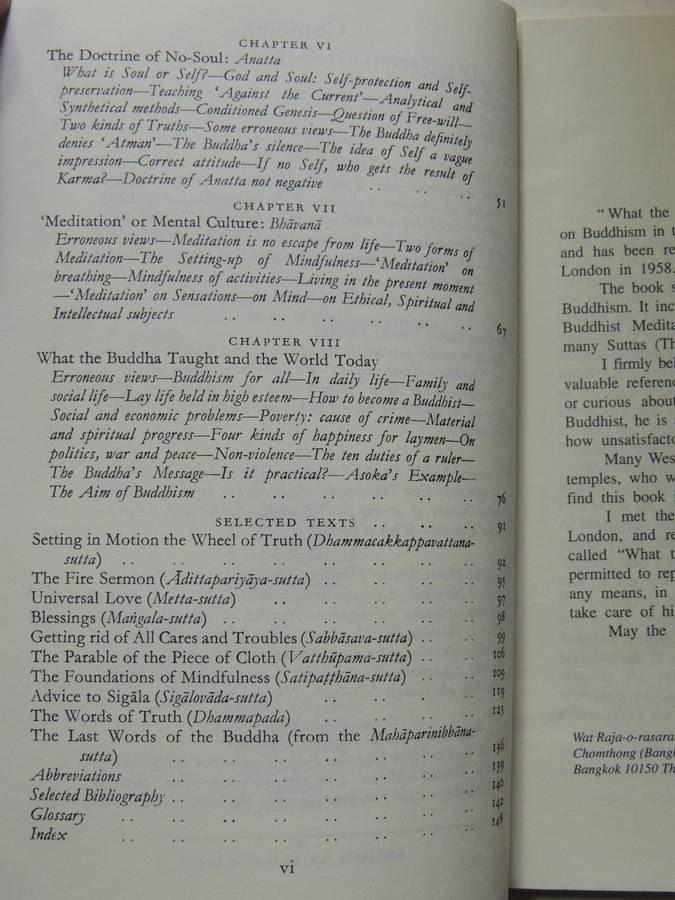 CHAPTER VI
The Doctrine of No-Soul: Anatta
What is Soul or Self?—God and Soul: Self-protection and Self-
preservation—Teaching ‘Against the Current’—Analytical and
Synthetical methods—Conditioned Genesis—Question of Free-will—
Two kinds of Truths—Some erroneous views—The Buddha definitely
denies ‘Atman’—The Buddha's silence—The idea of Self a vague
impression—Correct attitude—If no Self, who gets the result of
Karma?—Doctrine of Anatta not negative .. .. .. 51
CHAPTER VII
‘Meditation’ or Mental Culture: Bhāvanā
Erroneous views—Meditation is no escape from life—Two forms of
Meditation—The Setting-up of Mindfulness—‘Meditation’ on
breathing—Mindfulness of activities—Living in the present moment
—‘Meditation’ on Sensations—on Mind—on Ethical, Spiritual and
Intellectual subjects .. .. .. .. .. .. 67
CHAPTER VIII
What the Buddha Taught and the World Today
Erroneous views—Buddhism for all—In daily life—Family and
social life—Lay life held in high esteem—How to become a Buddhist—
Social and economic problems—Poverty: cause of crime—Material
and spiritual progress—Four kinds of happiness for laymen—On
politics, war and peace—Non-violence—The ten duties of a ruler—
The Buddha's Message—Is it practical?—Asoka's Example—
The Aim of Buddhism .. .. .. .. .. .. 76
SELECTED TEXTS .. .. .. 91
Setting in Motion the Wheel of Truth (Dhammacakkappavattana-
sutta) .. .. .. .. .. .. .. .. 92
The Fire Sermon (Ādittapariyāya-sutta) .. .. .. .. 95
Universal Love (Metta-sutta) .. .. .. .. .. 97
Blessings (Maṅgala-sutta) .. .. .. .. .. .. 98
Getting rid of All Cares and Troubles (Sabbāsava-sutta) .. .. 99
The Parable of the Piece of Cloth (Vatthūpama-sutta) .. .. 106
The Foundations of Mindfulness (Satipaṭṭhāna-sutta) .. .. 109
Advice to Sigāla (Sigālovāda-sutta) .. .. . .. 119
The Words of Truth (Dhammapada) .. .. .. .. 125
The Last Words of the Buddha (from the Mahāparinibbāna-
sutta) .. .. .. .. .. .. .. 136
Abbreviations .. .. .. .. .. .. .. 139
Selected Bibliography .. .. .. .. .. .. .. 140
Glossary .. .. .. .. .. .. .. .. 142
Index .. .. .. .. .. .. .. .. 148
vi
“What the
on Buddhism in
and has been
London in 1958.
The book
Buddhism. It
Buddhist
many Suttas
I firmly
valuable
or curious
Buddhist, he is
how
Many
temples, who
find this book
I met the
London, and
called “What
permitted to
any means, in
take care of
May the
Wat
Chomthong
Bangkok 10150